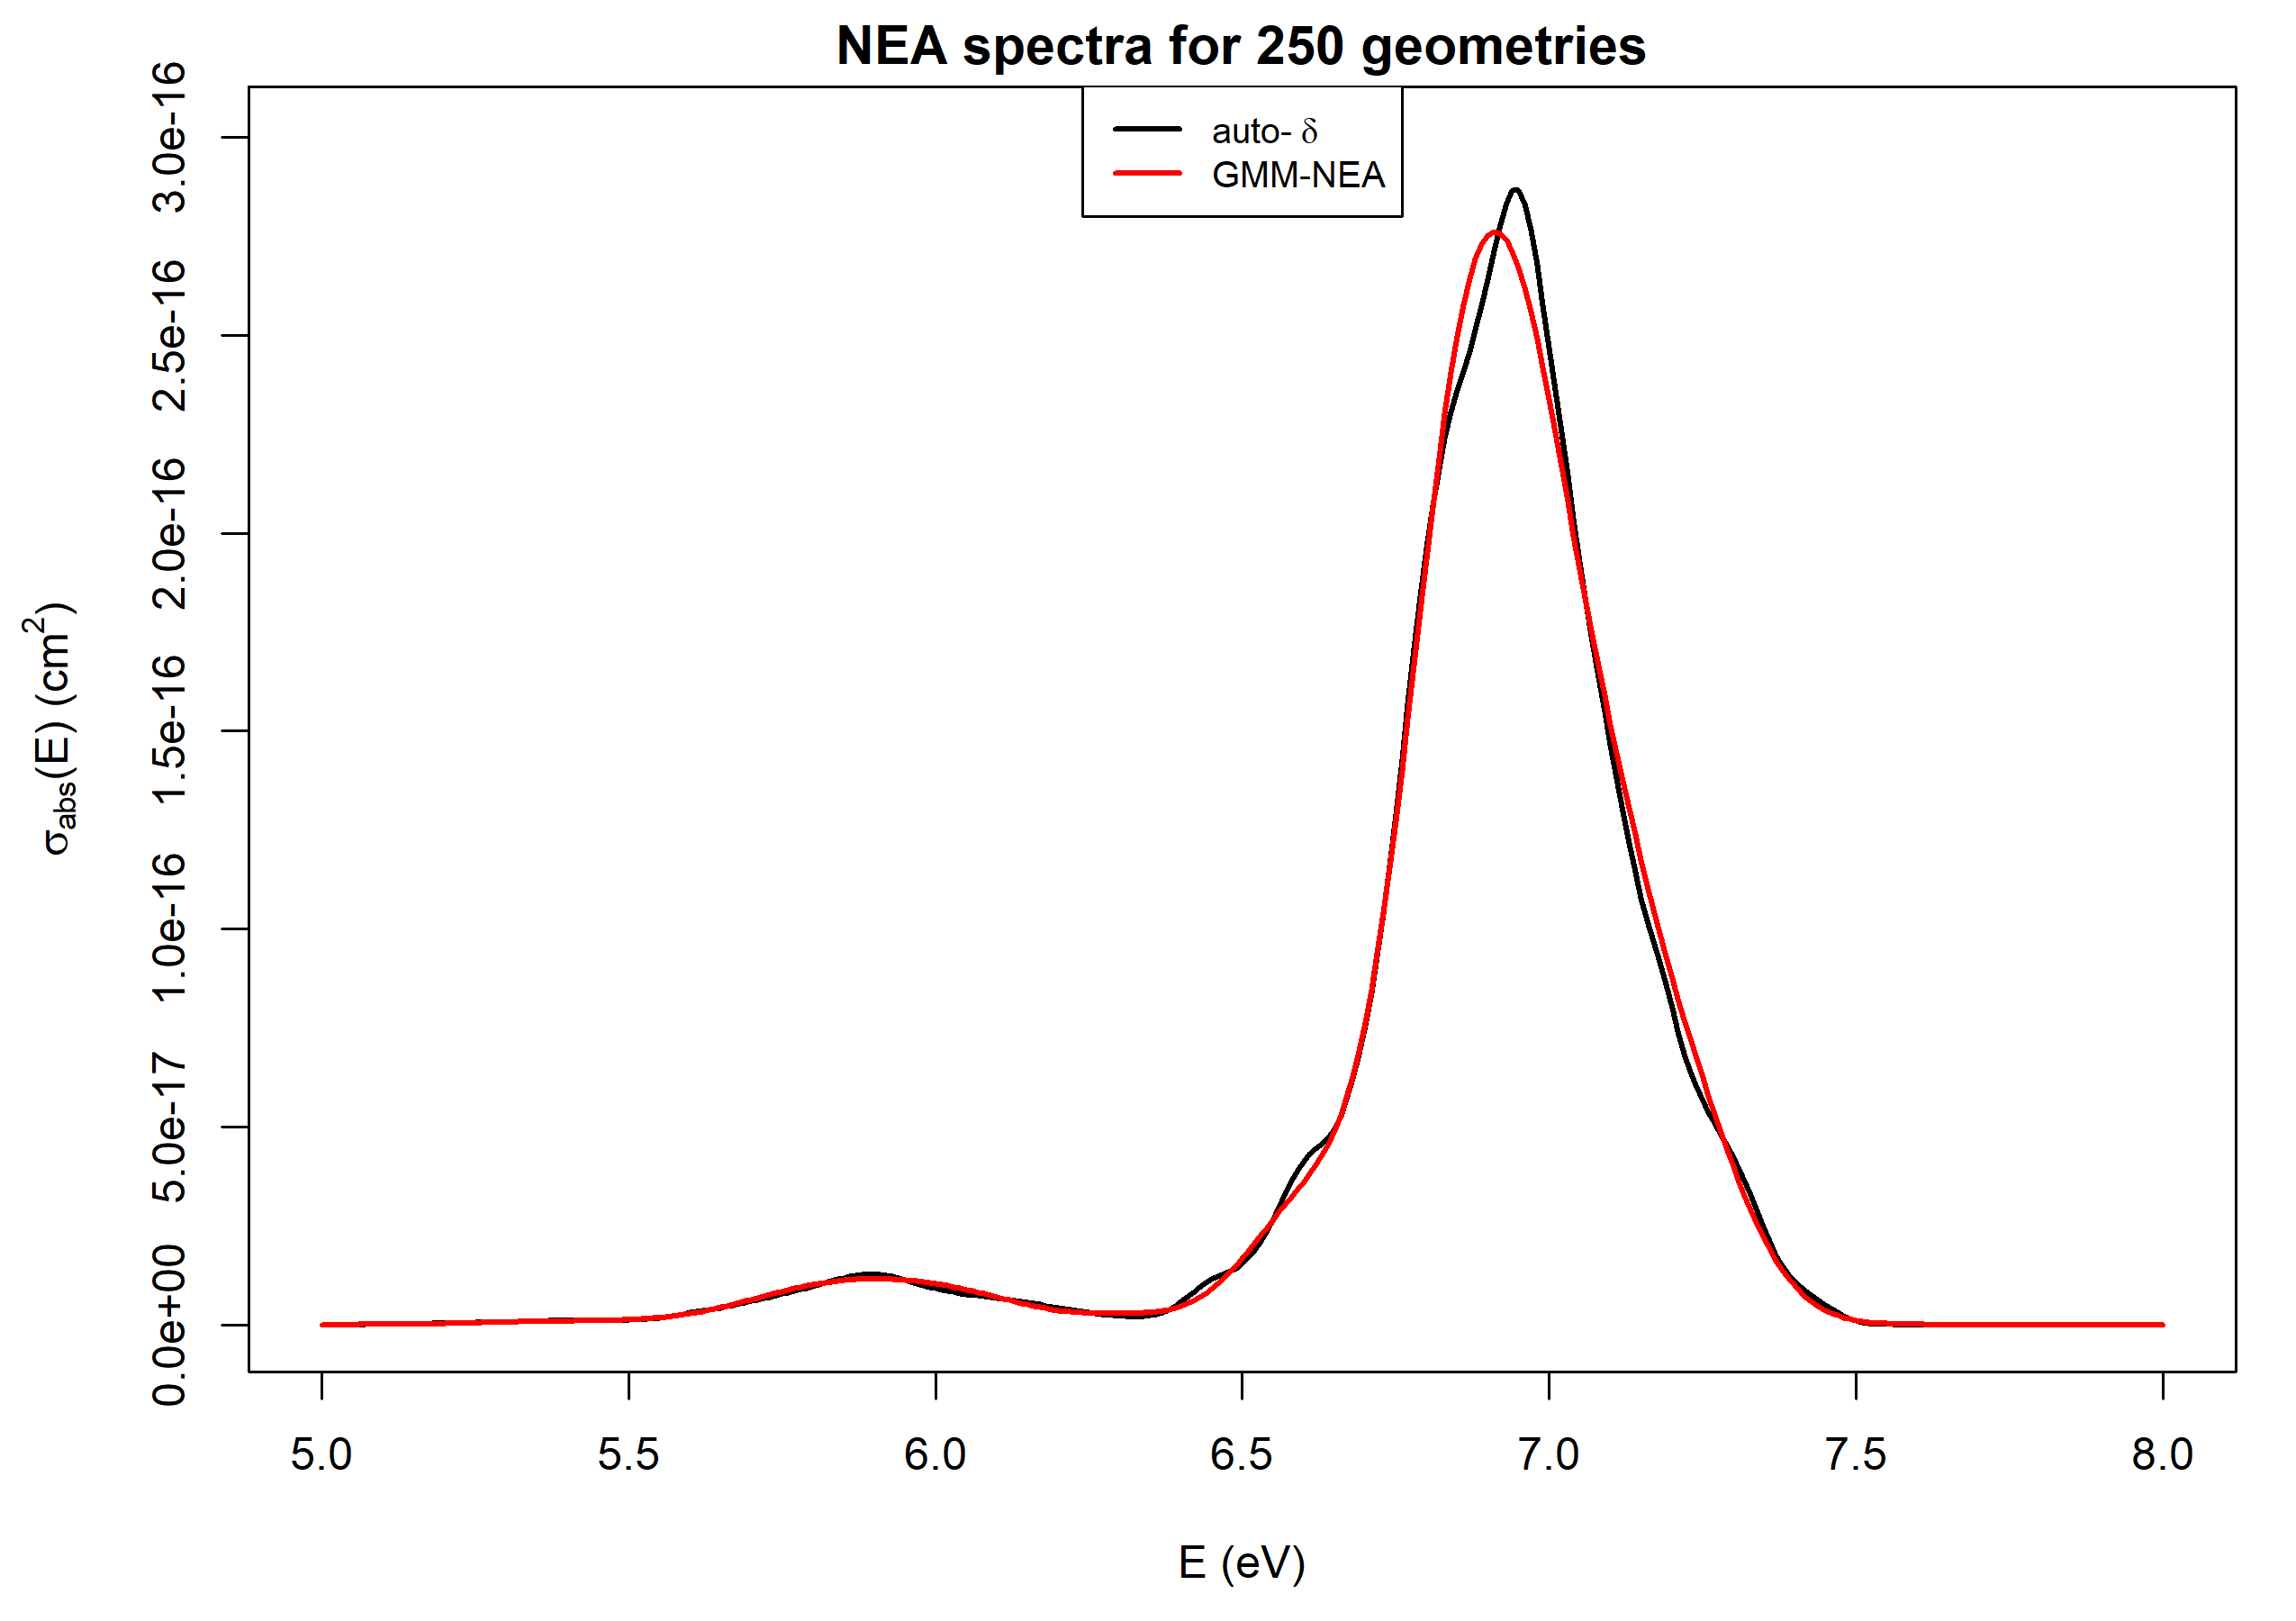 NEA spectra for 250 geometries
auto- δ
GMM-NEA
σabs(E) (cm²)
3.0e-16
2.5e-16
2.0e-16
1.5e-16
1.0e-16
5.0e-17
0.0e+00
5.0 5.5 6.0 6.5 7.0 7.5 8.0
E (eV)